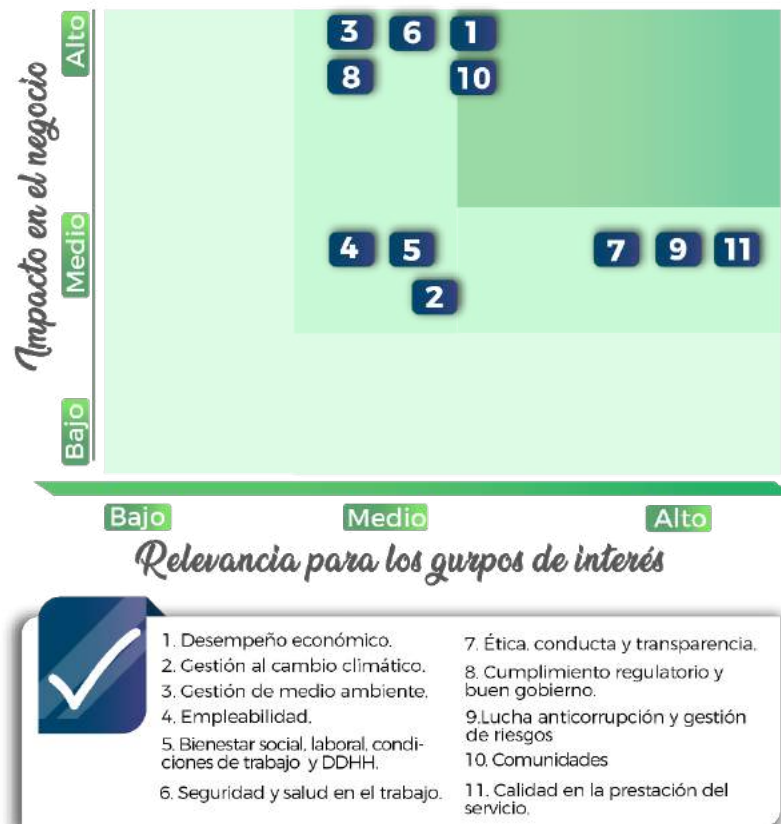 Impacto en el negocio
Alto
Medio
Bajo
3 6 1
8 10
4 5 7 9 11
2
Bajo Medio Alto
Relevancia para los gurpos de interés
1. Desempeño económico.
2. Gestión al cambio climático.
3. Gestión de medio ambiente.
4. Empleabilidad.
5. Bienestar social, laboral, condi-
ciones de trabajo y DDHH.
6. Seguridad y salud en el trabajo.
7. Ética, conducta y transparencia.
8. Cumplimiento regulatorio y
buen gobierno.
9.Lucha anticorrupción y gestión
de riesgos
10. Comunidades
11. Calidad en la prestación del
servicio.